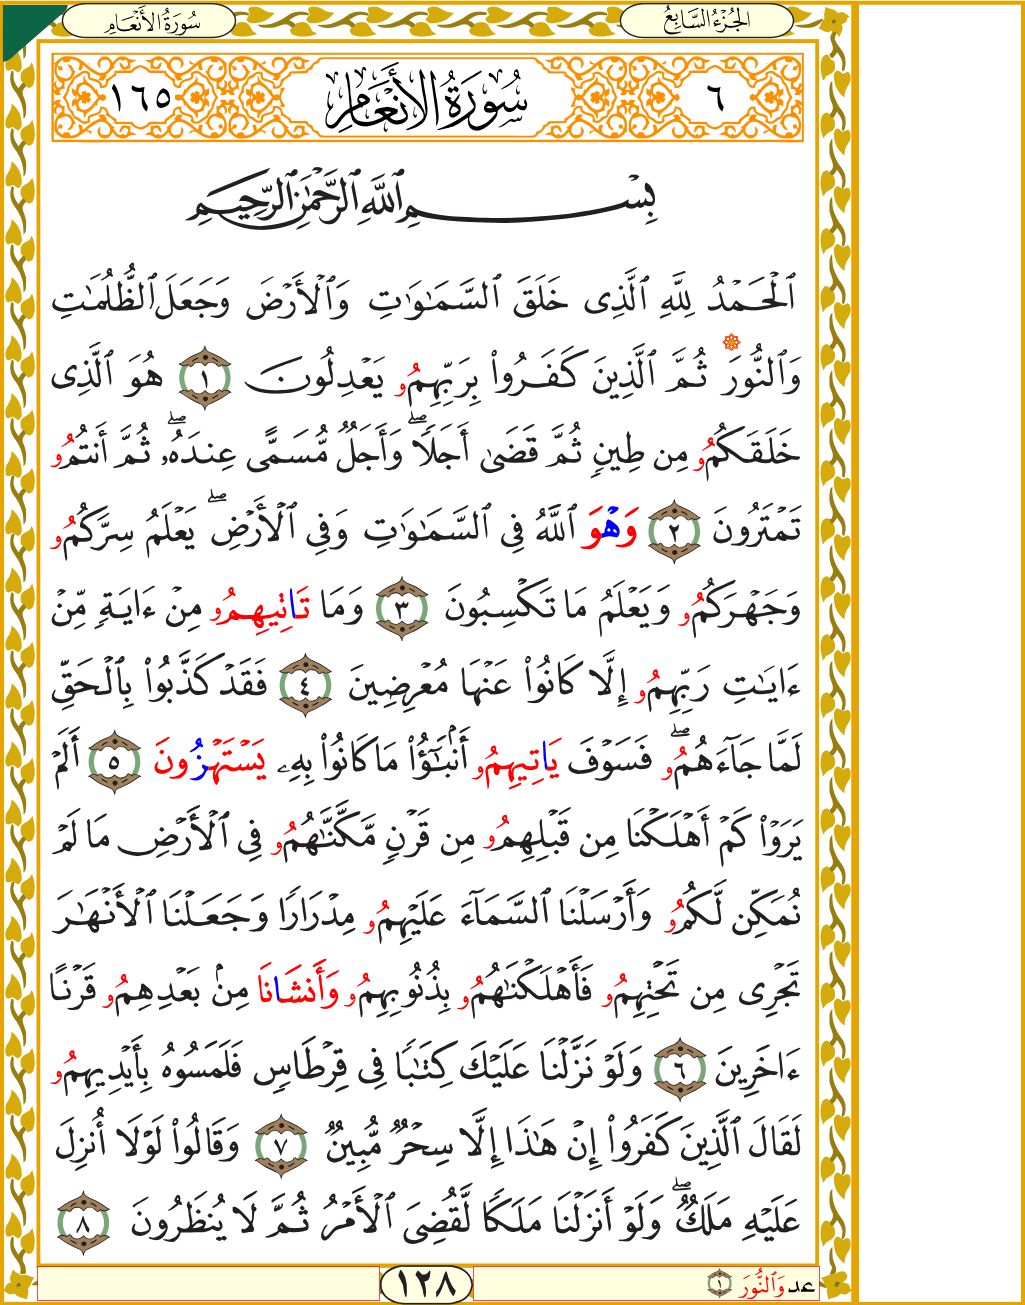 الجُزْءُ السَّابِعُ
سُورَةُ الأَنْعَامِ
٦
سُورَةُ الأَنْعَامِ
١٦٥
بِسْمِ ٱللَّهِ ٱلرَّحْمَٰنِ ٱلرَّحِيمِ
ٱلْحَمْدُ لِلَّهِ ٱلَّذِى خَلَقَ ٱلسَّمَٰوَٰتِ وَٱلْأَرْضَ وَجَعَلَ ٱلظُّلُمَٰتِ
وَٱلنُّورَ ثُمَّ ٱلَّذِينَ كَفَرُوا۟ بِرَبِّهِمُو يَعْدِلُونَ ١ هُوَ ٱلَّذِى
خَلَقَكُمُو مِن طِينٍ ثُمَّ قَضَىٰ أَجَلًا ۖ وَأَجَلٌ مُّسَمًّى عِندَهُۥ ۖ ثُمَّ أَنتُمُو
تَمْتَرُونَ ٢ وَهْوَ ٱللَّهُ فِى ٱلسَّمَٰوَٰتِ وَفِى ٱلْأَرْضِ ۖ يَعْلَمُ سِرَّكُمُو
وَجَهْرَكُمُو وَيَعْلَمُ مَا تَكْسِبُونَ ٣ وَمَا تَاتِيهِمُو مِنْ ءَايَةٍ مِّنْ
ءَايَٰتِ رَبِّهِمُو إِلَّا كَانُوا۟ عَنْهَا مُعْرِضِينَ ٤ فَقَدْ كَذَّبُوا۟ بِٱلْحَقِّ
لَمَّا جَآءَهُمُو ۖ فَسَوْفَ يَاتِيهِمُو أَنۢبَٰٓؤُا۟ مَا كَانُوا۟ بِهِۦ يَسْتَهْزُونَ ٥ أَلَمْ
يَرَوْا۟ كَمْ أَهْلَكْنَا مِن قَبْلِهِمُو مِن قَرْنٍ مَّكَّنَّٰهُمُو فِى ٱلْأَرْضِ مَا لَمْ
نُمَكِّن لَّكُمُو وَأَرْسَلْنَا ٱلسَّمَآءَ عَلَيْهِمُو مِدْرَارًا وَجَعَلْنَا ٱلْأَنْهَٰرَ
تَجْرِى مِن تَحْتِهِمُو فَأَهْلَكْنَٰهُمُو بِذُنُوبِهِمُو وَأَنشَانَا مِنۢ بَعْدِهِمُو قَرْنًا
ءَاخَرِينَ ٦ وَلَوْ نَزَّلْنَا عَلَيْكَ كِتَٰبًا فِى قِرْطَاسٍ فَلَمَسُوهُ بِأَيْدِيهِمُو
لَقَالَ ٱلَّذِينَ كَفَرُوا۟ إِنْ هَٰذَا إِلَّا سِحْرٌ مُّبِينٌ ٧ وَقَالُوا۟ لَوْلَا أُنزِلَ
عَلَيْهِ مَلَكٌ ۖ وَلَوْ أَنزَلْنَا مَلَكًا لَّقُضِىَ ٱلْأَمْرُ ثُمَّ لَا يُنظَرُونَ ٨
عد وَٱلنُّورَ ١
١٢٨